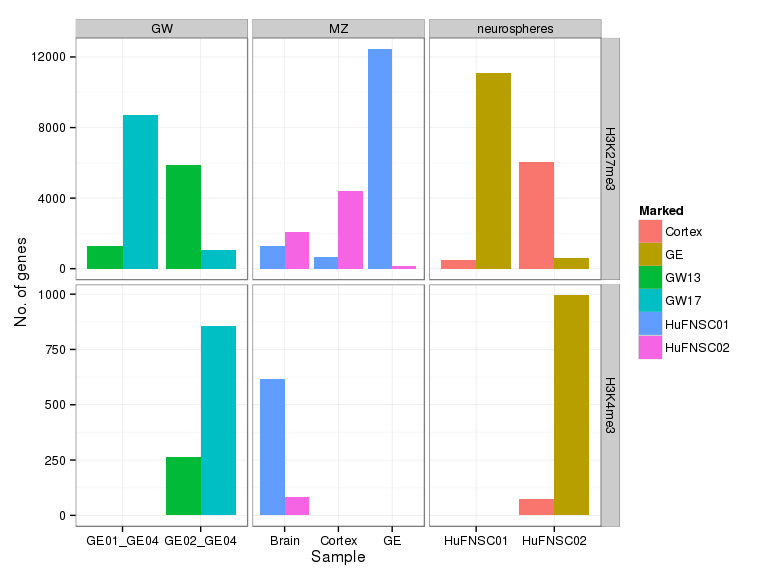 GW MZ neurospheres
12000
8000
4000
0
H3K27me3
1000
750
500
250
0
H3K4me3
No. of genes
GE01_GE04 GE02_GE04 Brain Cortex GE HuFNSC01 HuFNSC02
Sample
Marked
Cortex
GE
GW13
GW17
HuFNSC01
HuFNSC02